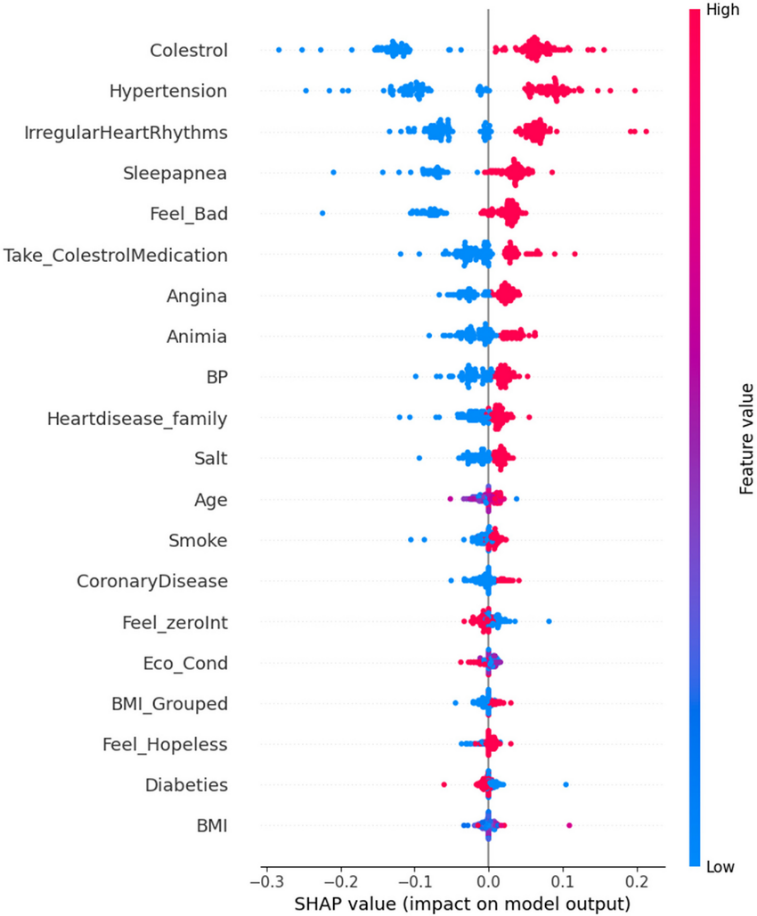 High
Colestrol
Hypertension
IrregularHeartRhythms
Sleepapnea
Feel_Bad
Take_ColestrolMedication
Angina
Animia
BP
Heartdisease_family
Salt
Age
Smoke
CoronaryDisease
Feel_zeroInt
Eco_Cond
BMI_Grouped
Feel_Hopeless
Diabeties
BMI
Feature value
Low
−0.3 −0.2 −0.1 0.0 0.1 0.2
SHAP value (impact on model output)